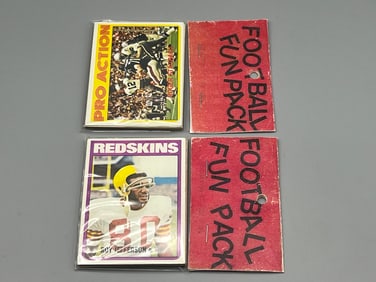 PRO ACTION
FOOTBALL
FUN PACK
REDSKINS
ROY JEFFERSON
FOOTBALL
FUN PACK